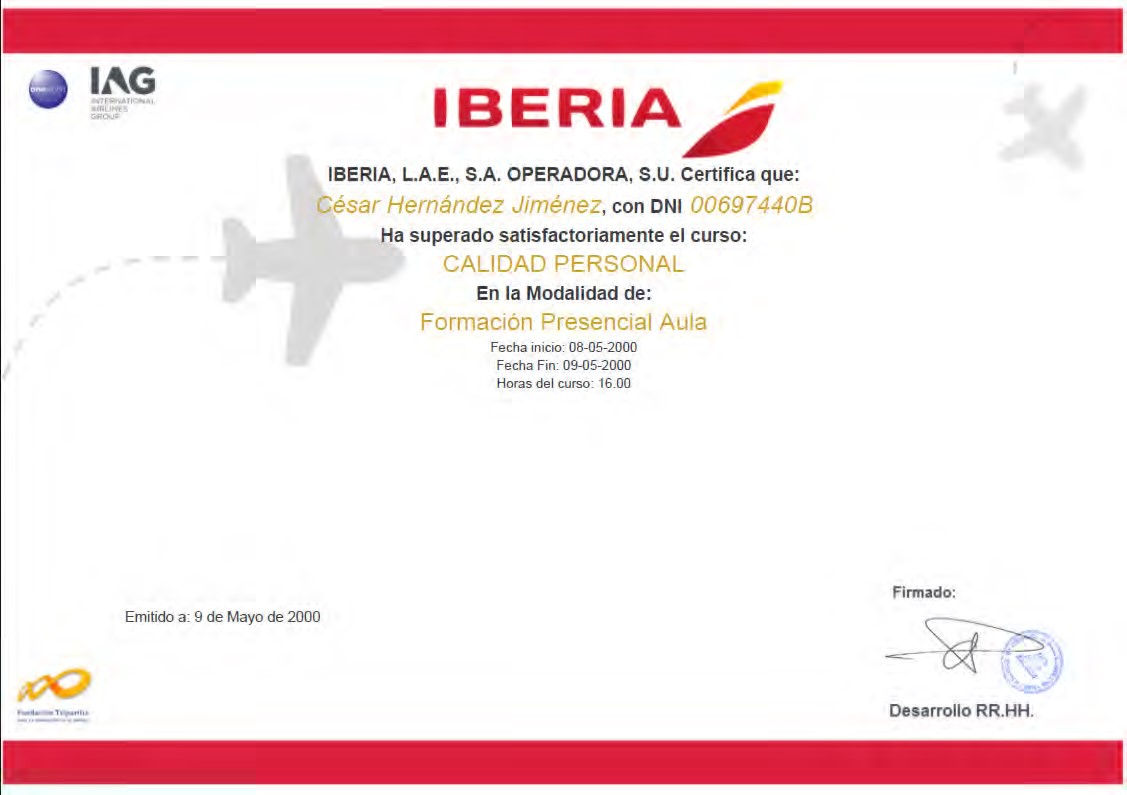 oneworld
IAG
INTERNATIONAL
AIRLINES
GROUP
IBERIA
IBERIA, L.A.E., S.A. OPERADORA, S.U. Certifica que:
César Hernández Jiménez, con DNI 00697440B
Ha superado satisfactoriamente el curso:
CALIDAD PERSONAL
En la Modalidad de:
Formación Presencial Aula
Fecha inicio: 08-05-2000
Fecha Fin: 09-05-2000
Horas del curso: 16.00
Emitido a: 9 de Mayo de 2000
Firmado:
Fundación Tripartita
Desarrollo RR.HH.